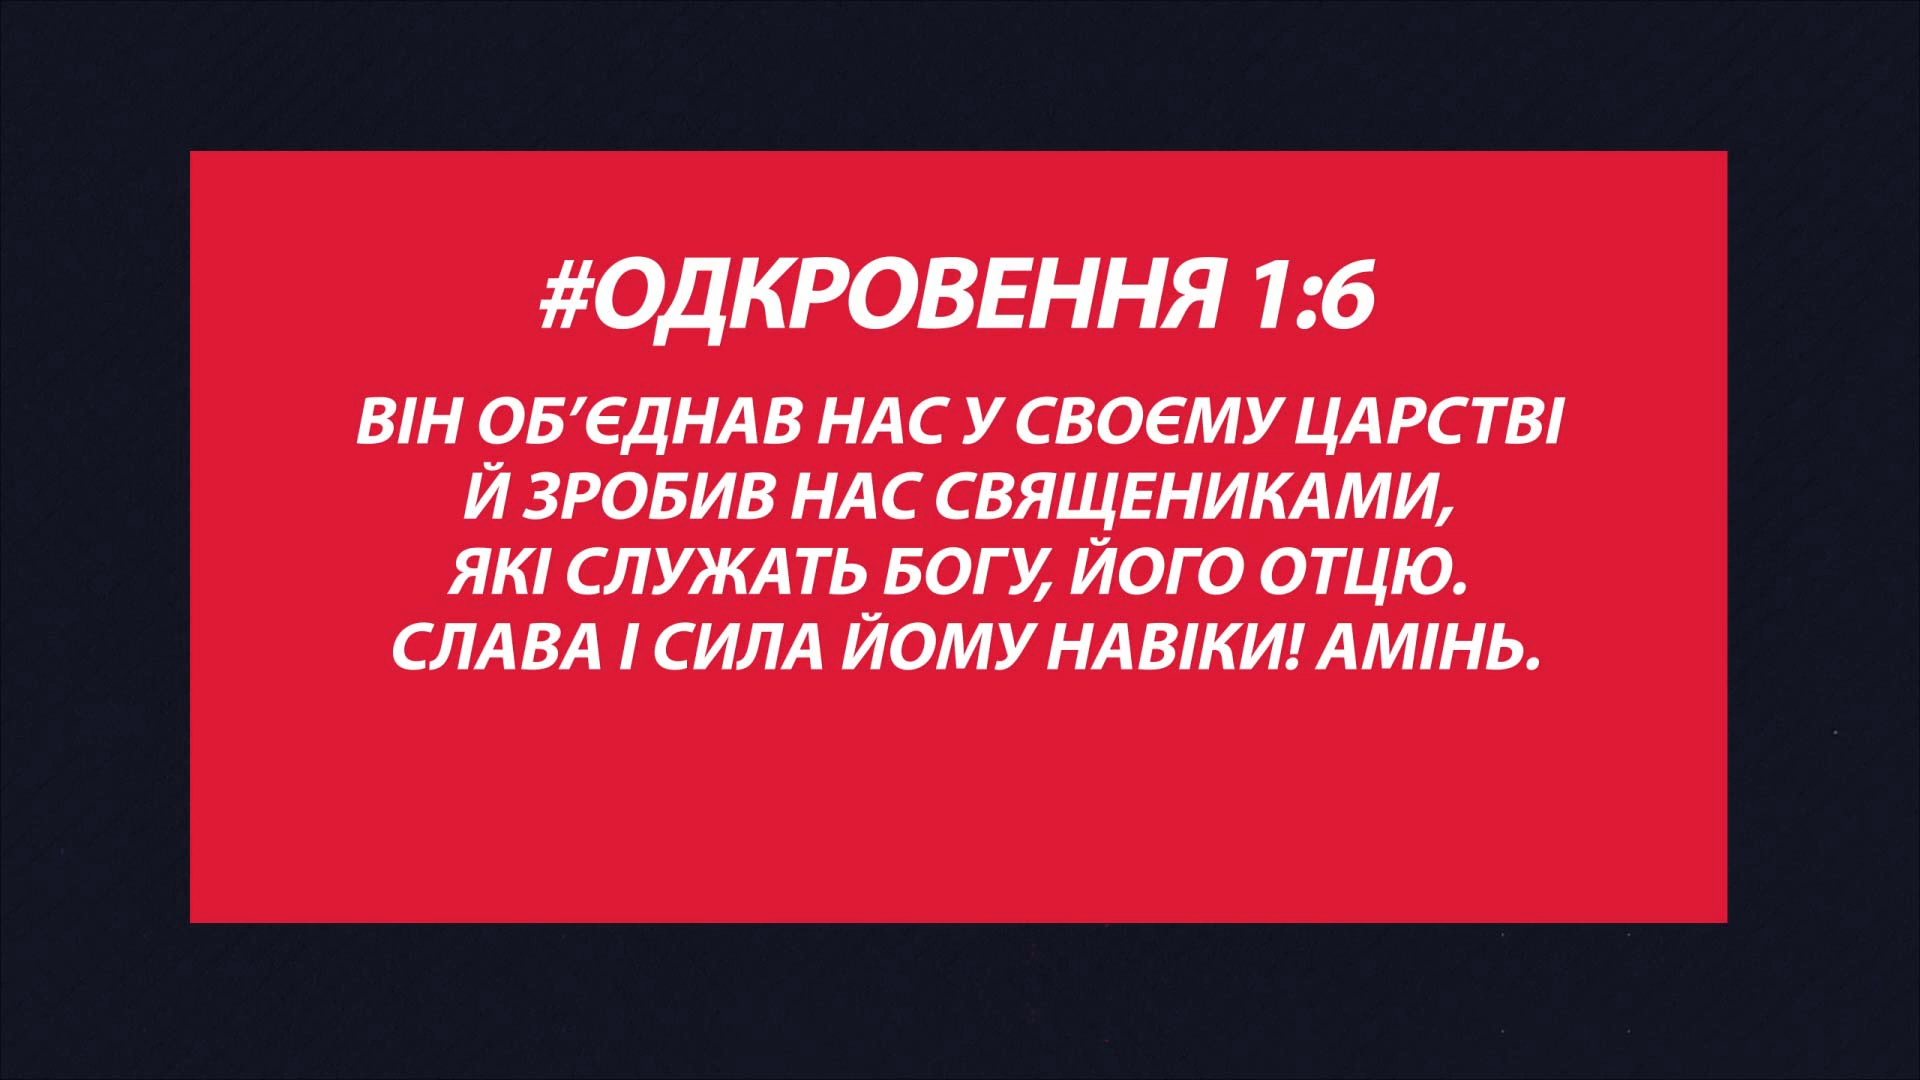 #ОДКРОВЕННЯ 1:6
ВІН ОБ’ЄДНАВ НАС У СВОЄМУ ЦАРСТВІ
Й ЗРОБИВ НАС СВЯЩЕНИКАМИ,
ЯКІ СЛУЖАТЬ БОГУ, ЙОГО ОТЦЮ.
СЛАВА І СИЛА ЙОМУ НАВІКИ! АМІНЬ.